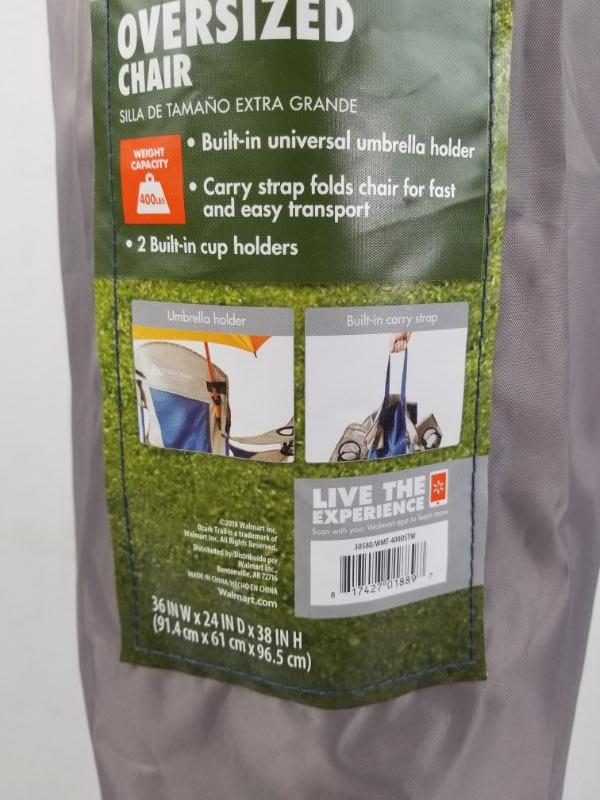 OVERSIZED
CHAIR
SILLA DE TAMAÑO EXTRA GRANDE
WEIGHT
CAPACITY
400LBS
• Built-in universal umbrella holder
• Carry strap folds chair for fast
and easy transport
• 2 Built-in cup holders
Umbrella holder
Built-in carry strap
LIVE THE
EXPERIENCE
Scan with your Walmart app to learn more
30580/WMT-4000STW
8 17427 01889 7
©2018 Walmart Inc.
Ozark Trail is a trademark of
Walmart Inc. All Rights Reserved.
Distributed by/Distribuido por
Walmart Inc.,
Bentonville, AR 72716
MADE IN CHINA/HECHO EN CHINA
Walmart.com
36 IN W x 24 IN D x 38 IN H
(91.4 cm x 61 cm x 96.5 cm)